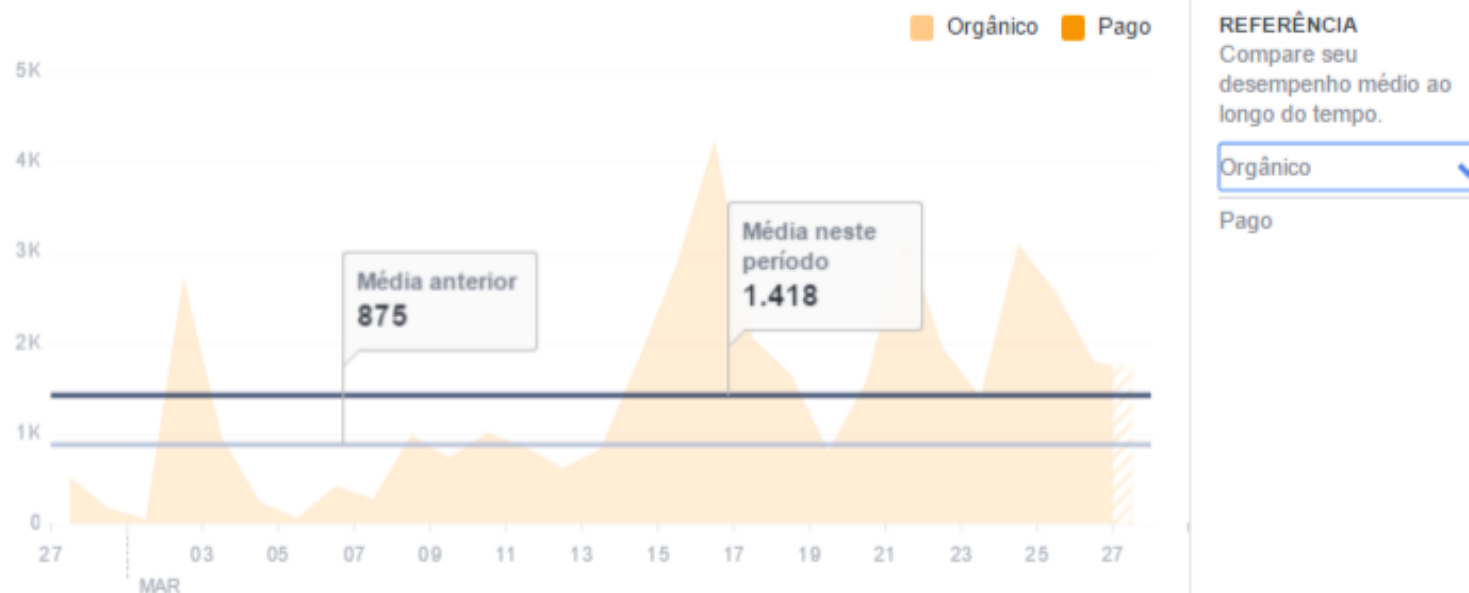 Orgânico Pago
5K
4K
3K
2K
1K
0
Média anterior
875
Média neste
período
1.418
27 03 05 07 09 11 13 15 17 19 21 23 25 27
MAR
REFERÊNCIA
Compare seu
desempenho médio ao
longo do tempo.
Orgânico
Pago